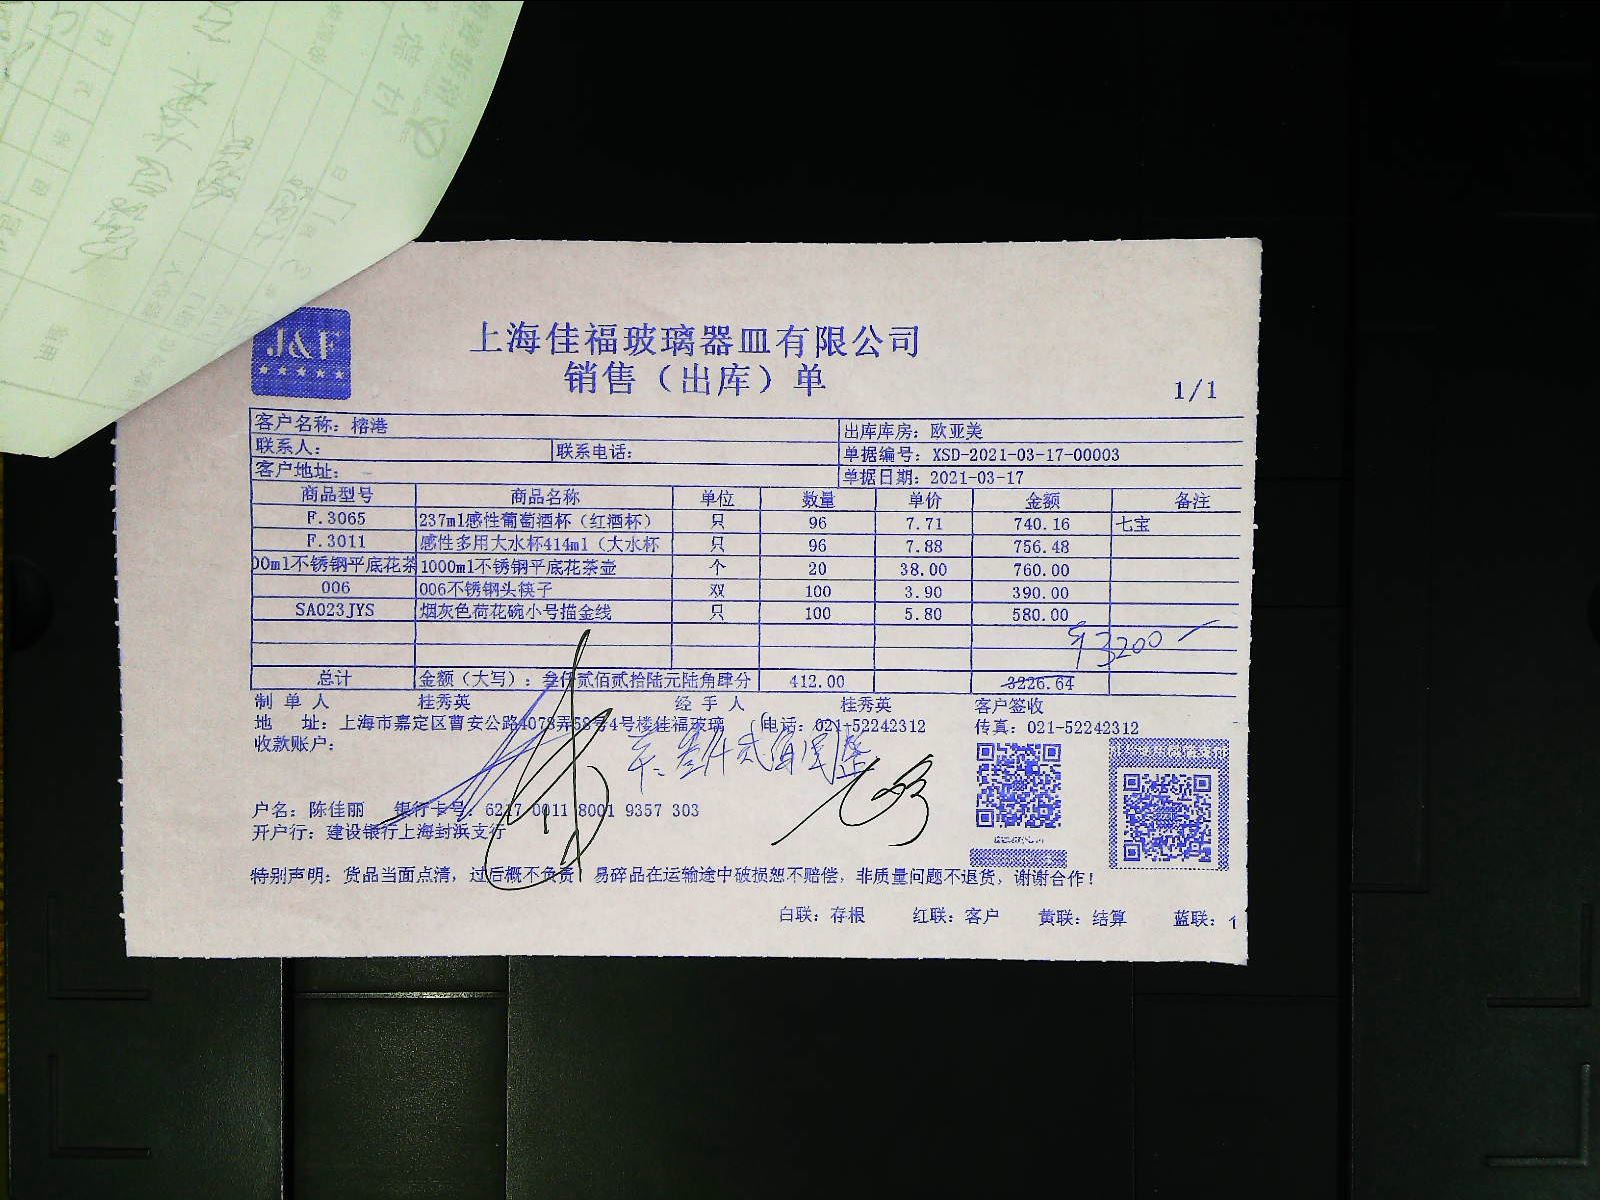 J&F
上海佳福玻璃器皿有限公司
销售（出库）单
1/1
客户名称：榕港 出库库房：欧亚美
联系人： 联系电话： 单据编号：XSD-2021-03-17-00003
客户地址： 单据日期：2021-03-17
商品型号 商品名称 单位 数量 单价 金额 备注
F.3065 237ml感性葡萄酒杯（红酒杯） 只 96 7.71 740.16 七宝
F.3011 感性多用大水杯414ml（大水杯 只 96 7.88 756.48
00ml不锈钢平底花茶 1000ml不锈钢平底花茶壶 个 20 38.00 760.00
006 006不锈钢头筷子 双 100 3.90 390.00
SA023JYS 烟灰色荷花碗小号描金线 只 100 5.80 580.00
3200
总计 金额（大写）：叁仟贰佰贰拾陆元陆角肆分 412.00 3226.64
制单人 桂秀英 经手人 桂秀英 客户签收
地 址：上海市嘉定区曹安公路4078弄58号4号楼佳福玻璃 电话：021-52242312 传真：021-52242312
收款账户：
叁仟贰佰
户名：陈佳丽 银行卡号：6217 0011 8001 9357 303
开户行：建设银行上海封浜支行
特别声明：货品当面点清，过后概不负责！易碎品在运输途中破损恕不赔偿，非质量问题不退货，谢谢合作！
白联：存根 红联：客户 黄联：结算 蓝联：